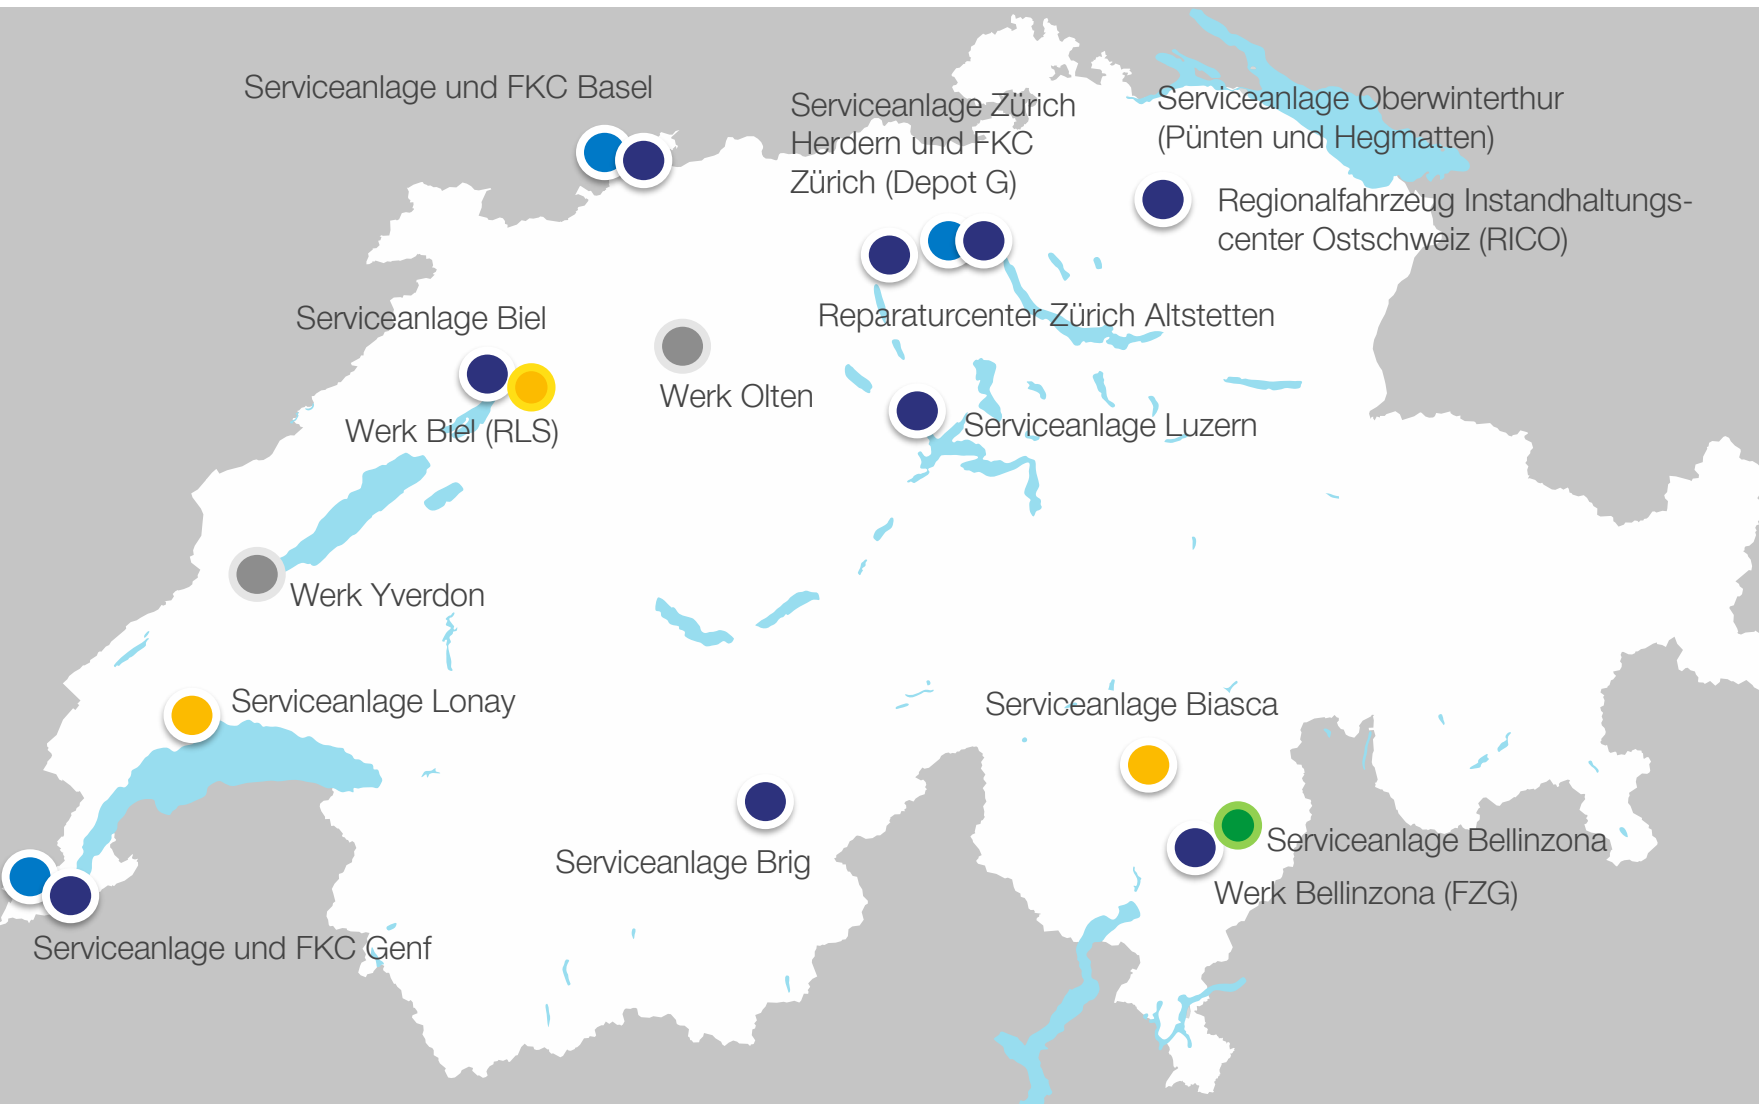 Serviceanlage und FKC Basel
Serviceanlage Zürich
Herdern und FKC
Zürich (Depot G)
Serviceanlage Oberwinterthur
(Pünten und Hegmatten)
Regionalfahrzeug Instandhaltungs-
center Ostschweiz (RICO)
Serviceanlage Biel
Reparaturcenter Zürich Altstetten
Werk Olten
Werk Biel (RLS)
Serviceanlage Luzern
Werk Yverdon
Serviceanlage Lonay
Serviceanlage Biasca
Serviceanlage Brig
Serviceanlage Bellinzona
Werk Bellinzona (FZG)
Serviceanlage und FKC Genf